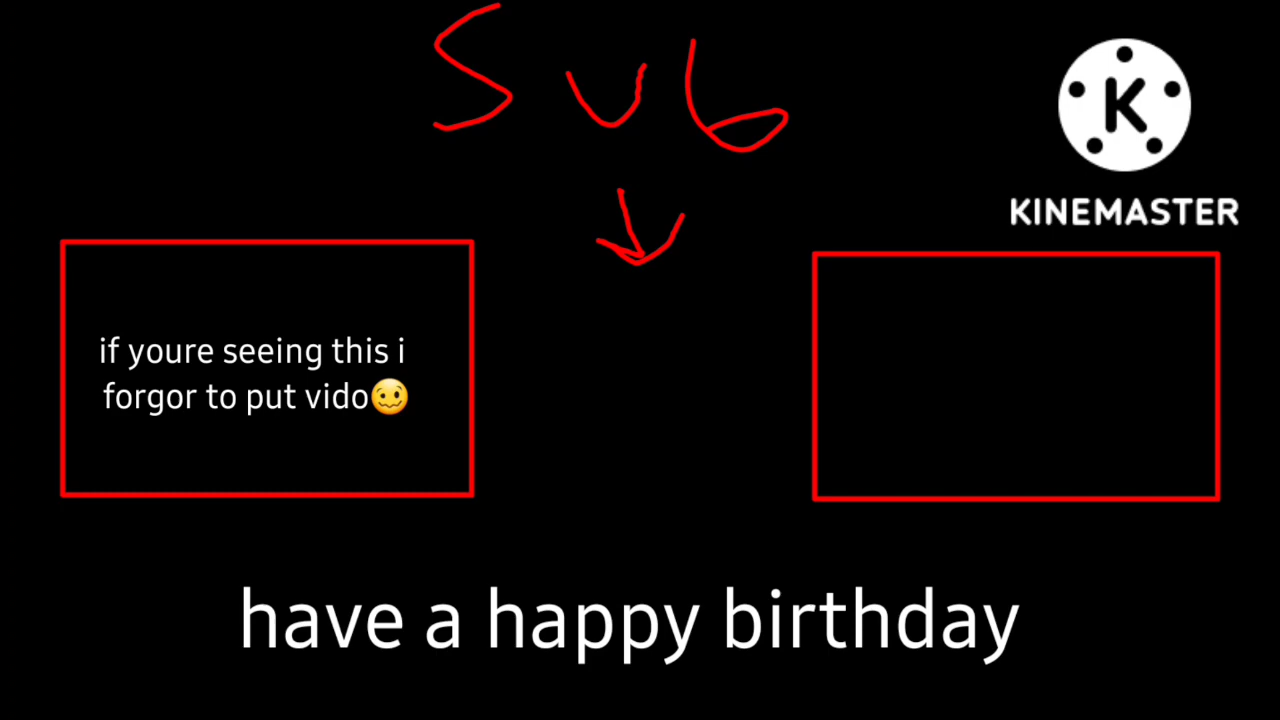 Sub
K
KINEMASTER
if youre seeing this i
forgor to put vido🥴
have a happy birthday